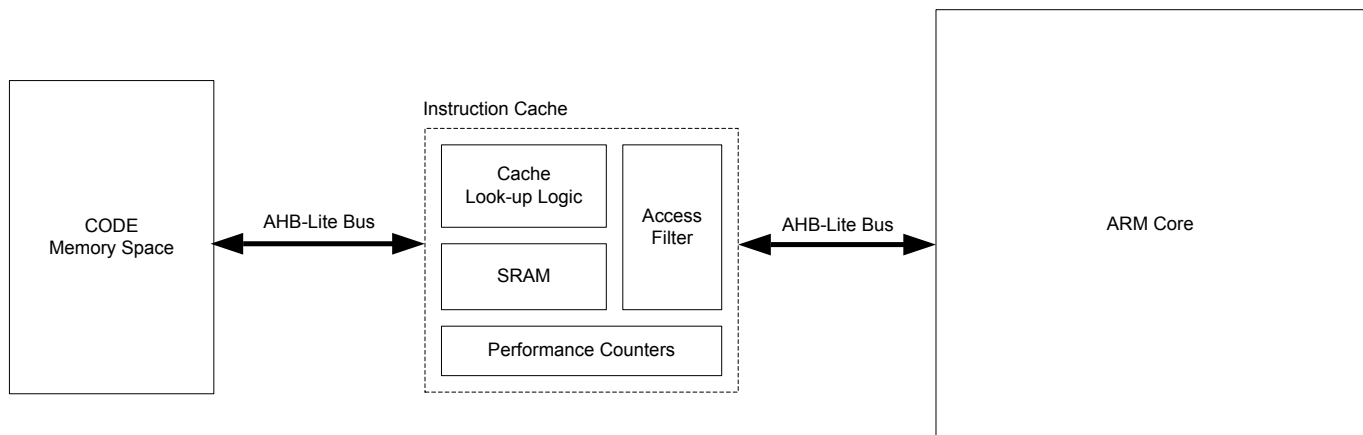 Instruction Cache
CODE
Memory Space
AHB-Lite Bus
Cache
Look-up Logic
SRAM
Access
Filter
Performance Counters
AHB-Lite Bus
ARM Core